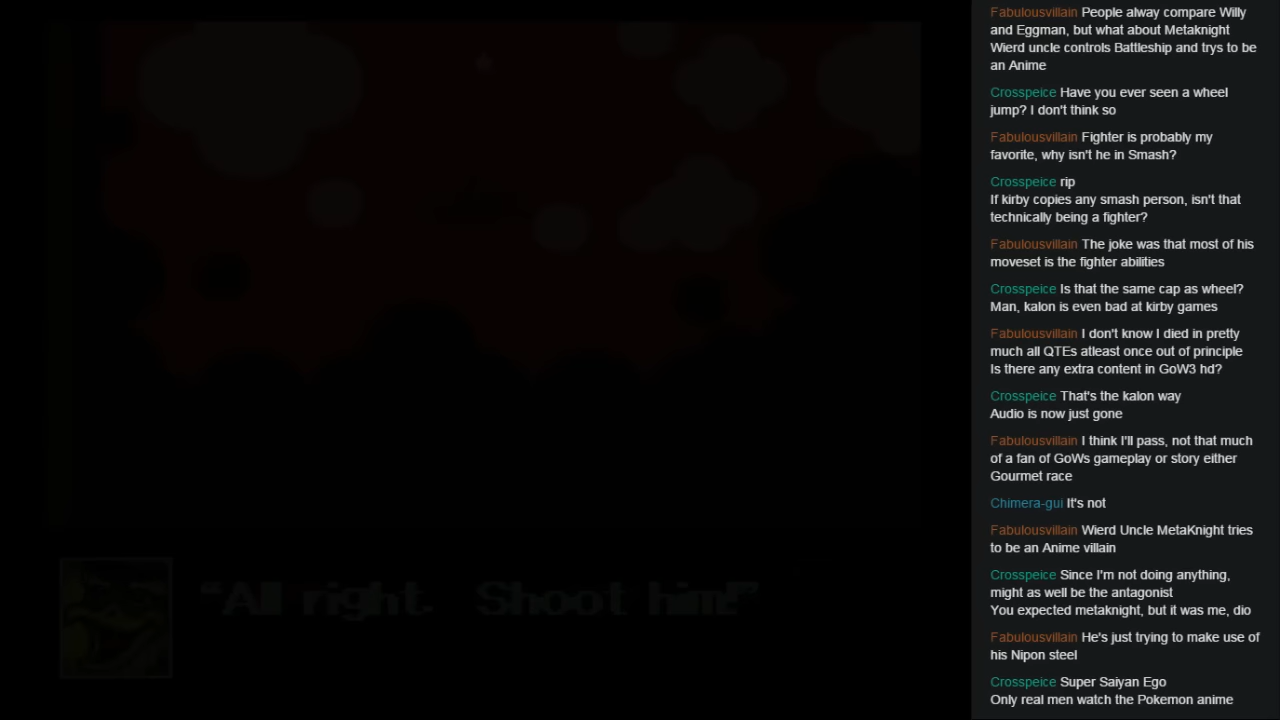 Fabulousvillain People alway compare Willy
and Eggman, but what about Metaknight
Wierd uncle controls Battleship and trys to be
an Anime
Crosspeice Have you ever seen a wheel
jump? I don't think so
Fabulousvillain Fighter is probably my
favorite, why isn't he in Smash?
Crosspeice rip
If kirby copies any smash person, isn't that
technically being a fighter?
Fabulousvillain The joke was that most of his
moveset is the fighter abilities
Crosspeice Is that the same cap as wheel?
Man, kalon is even bad at kirby games
Fabulousvillain I don't know I died in pretty
much all QTEs atleast once out of principle
Is there any extra content in GoW3 hd?
Crosspeice That's the kalon way
Audio is now just gone
Fabulousvillain I think I'll pass, not that much
of a fan of GoWs gameplay or story either
Gourmet race
Chimera-gui It's not
Fabulousvillain Wierd Uncle MetaKnight tries
to be an Anime villain
Crosspeice Since I'm not doing anything,
might as well be the antagonist
You expected metaknight, but it was me, dio
Fabulousvillain He's just trying to make use of
his Nipon steel
Crosspeice Super Saiyan Ego
Only real men watch the Pokemon anime
"All right. Shoot him!"